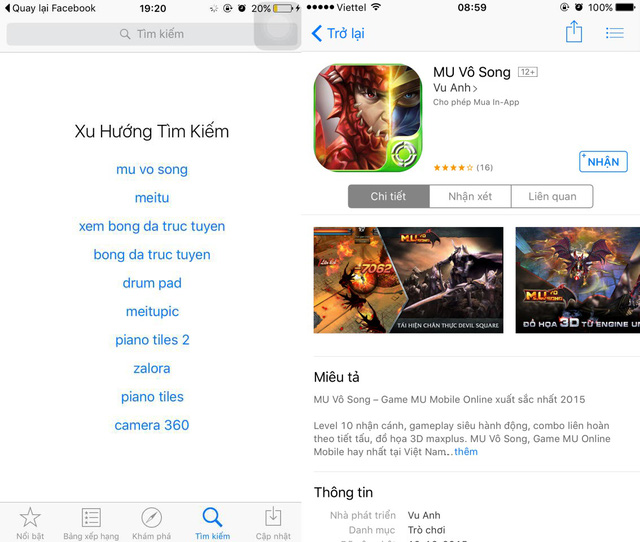 Quay lại Facebook
19:20
20%
Tìm kiếm
Xu Hướng Tìm Kiếm
mu vo song
meitu
xem bong da truc tuyen
bong da truc tuyen
drum pad
meitupic
piano tiles 2
zalora
piano tiles
camera 360
Nổi bật
Bảng xếp hạng
Khám phá
Tìm kiếm
Cập nhật
Viettel
08:59
100%
Trở lại
MU Vô Song 12+
Vu Anh >
Cho phép Mua In-App
(16)
+NHẬN
Chi tiết
Nhận xét
Liên quan
7062
MU
TÁI HIỆN CHÂN THỰC DEVIL SQUARE
MU VÔ SONG
ĐỒ HỌA 3D TỪ ENGINE UN
Miêu tả
MU Vô Song – Game MU Mobile Online xuất sắc nhất 2015
Level 10 nhận cánh, gameplay siêu hành động, combo liên hoàn
theo tiết tấu, đồ họa 3D maxplus. MU Vô Song, Game MU Online
Mobile hay nhất tại Việt Nam... thêm
Thông tin
Nhà phát triển Vu Anh
Danh mục Trò chơi